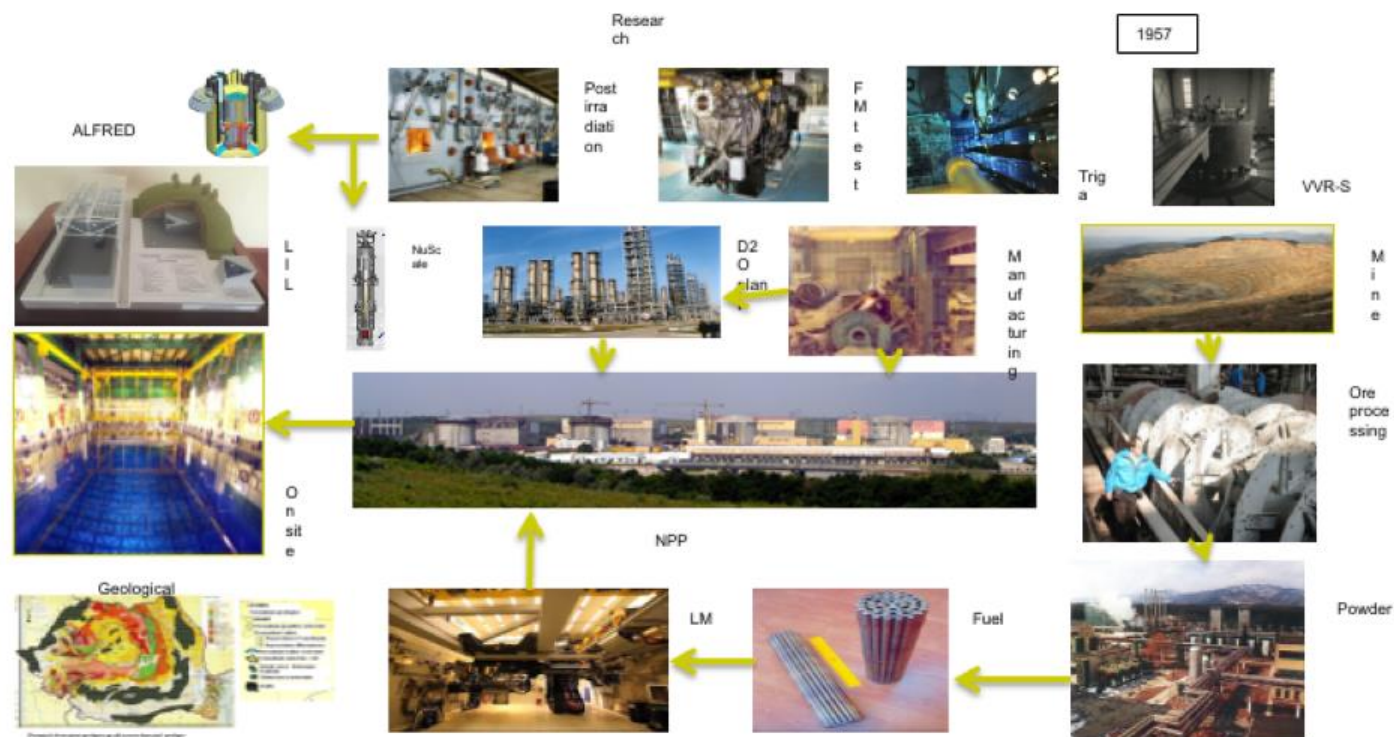 Resear
ch
1957
ALFRED
Post
irra
diati
on
F
M t
e s
t
Trig
a
VVR-S
L
I
L
NuSc
ale
D2
O
plan
M
an
uf
ac
tur
in
g
M
i
n
e
Ore
proce
ssing
O
n
sit
e
NPP
Geological
LM
Fuel
Powder